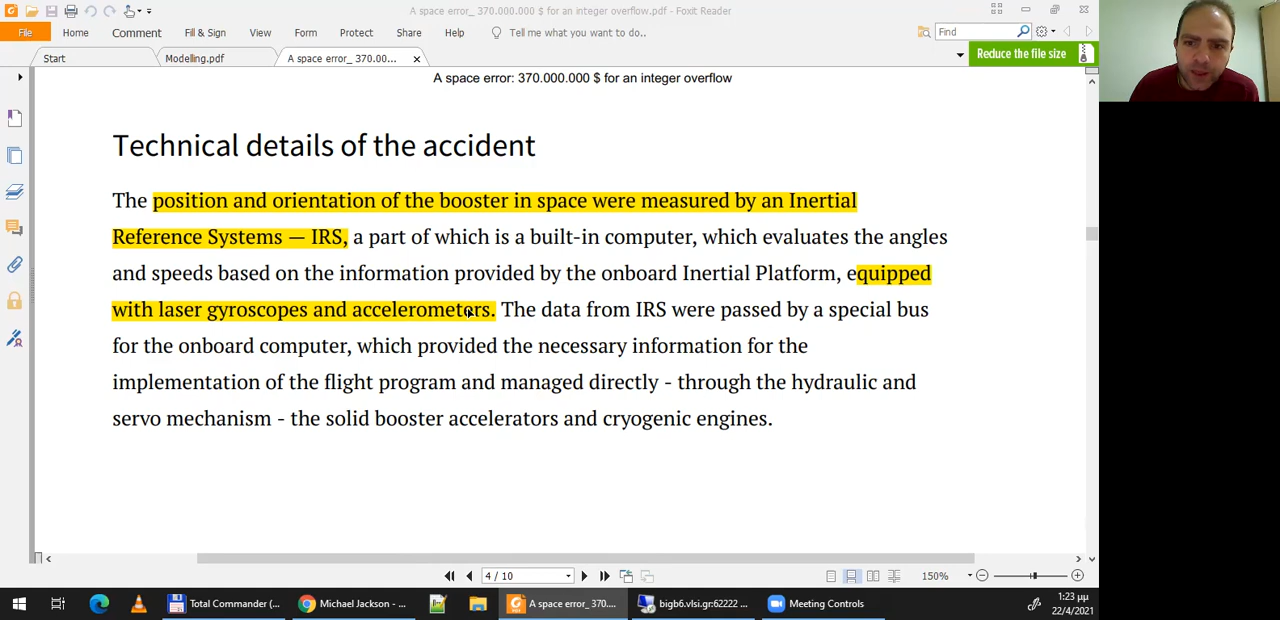 A space error_ 370.000.000 $ for an integer overflow.pdf - Foxit Reader
File Home Comment Fill & Sign View Form Protect Share Help Tell me what you want to do.. Find
Start Modelling.pdf A space error_ 370.00... Reduce the file size
A space error: 370.000.000 $ for an integer overflow
Technical details of the accident
The position and orientation of the booster in space were measured by an Inertial
Reference Systems — IRS, a part of which is a built-in computer, which evaluates the angles
and speeds based on the information provided by the onboard Inertial Platform, equipped
with laser gyroscopes and accelerometers. The data from IRS were passed by a special bus
for the onboard computer, which provided the necessary information for the
implementation of the flight program and managed directly - through the hydraulic and
servo mechanism - the solid booster accelerators and cryogenic engines.
4 / 10 150%
Total Commander (... Michael Jackson - ... A space error_ 370.... bigb6.vlsi.gr:62222 ... Meeting Controls 1:23 μμ
22/4/2021